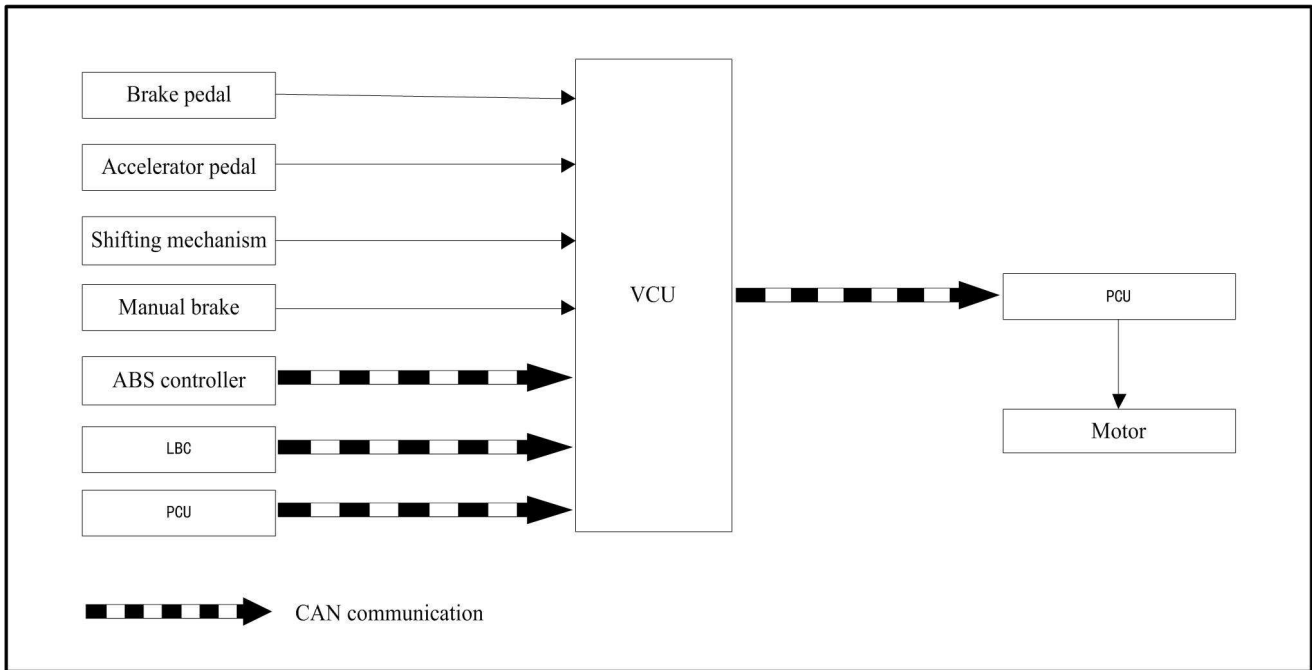 Brake pedal
Accelerator pedal
Shifting mechanism
Manual brake
ABS controller
LBC
PCU
VCU
PCU
Motor
CAN communication